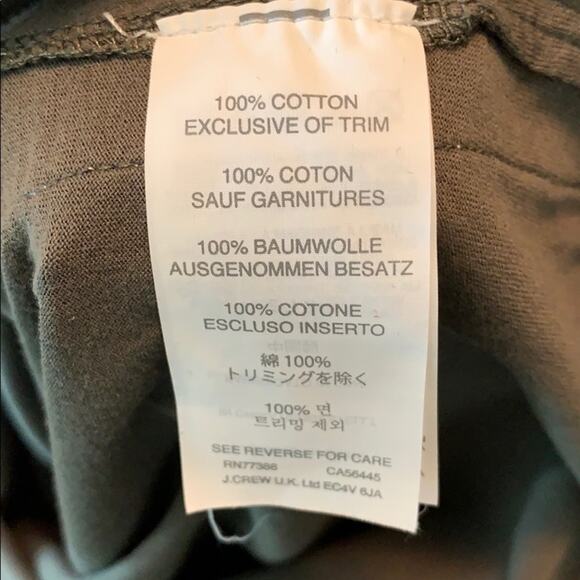 100% COTTON
EXCLUSIVE OF TRIM
100% COTON
SAUF GARNITURES
100% BAUMWOLLE
AUSGENOMMEN BESATZ
100% COTONE
ESCLUSO INSERTO
綿 100%
トリミングを除く
100% 면
트리밍 제외
SEE REVERSE FOR CARE
RN77386 CA56445
J.CREW U.K. Ltd EC4V 6JA